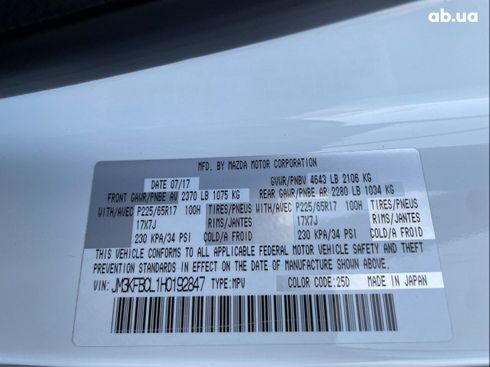 ab.ua
MFD. BY MAZDA MOTOR CORPORATION
DATE 07/17 GVWR/PNBV 4643 LB 2106 KG
FRONT GAWR/PNBE AV 2370 LB 1075 KG REAR GAWR/PNBE AR 2280 LB 1034 KG
WITH/AVEC P225/65R17 100H TIRES/PNEUS WITH/AVEC P225/65R17 100H TIRES/PNEUS
17X7J RIMS/JANTES 17X7J RIMS/JANTES
230 KPA/34 PSI COLD/A FROID 230 KPA/34 PSI COLD/A FROID
THIS VEHICLE CONFORMS TO ALL APPLICABLE FEDERAL MOTOR VEHICLE SAFETY AND THEFT
PREVENTION STANDARDS IN EFFECT ON THE DATE OF MANUFACTURE SHOWN ABOVE.
VIN: JM3KFBCL1H0192847 TYPE: MPV COLOR CODE: 25D MADE IN JAPAN